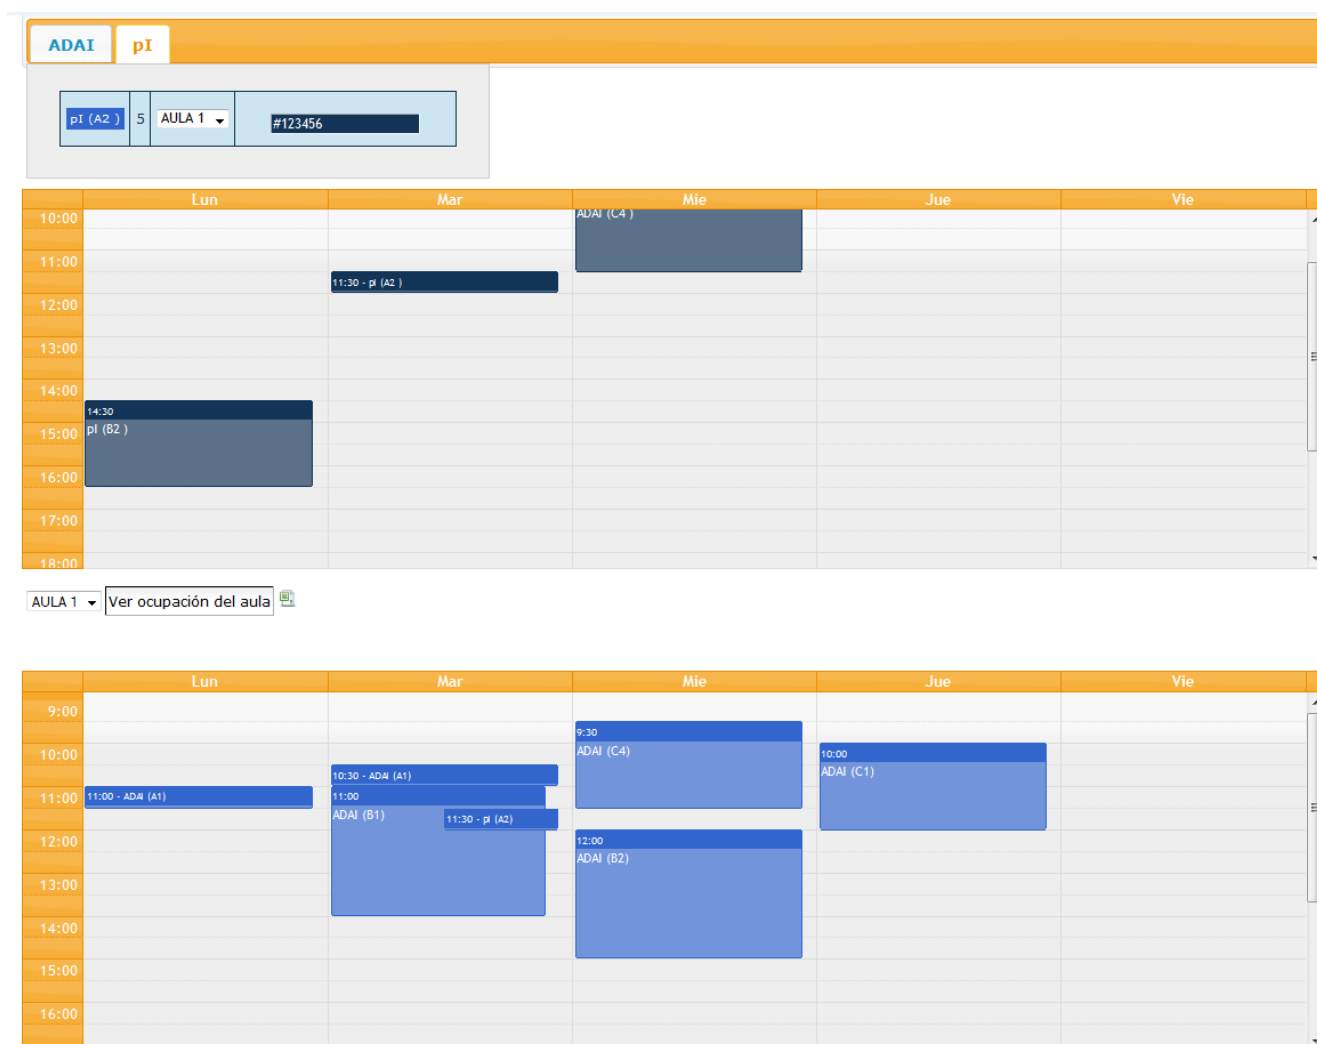 ADAI pI
pI (A2 ) 5 AULA 1 #123456
Lun Mar Mie Jue Vie
10:00 ADAI (C4 )
11:00
11:30 - pI (A2 )
12:00
13:00
14:00
14:30
15:00 pI (B2 )
16:00
17:00
18:00
AULA 1 Ver ocupación del aula
Lun Mar Mie Jue Vie
9:00
9:30
10:00 ADAI (C4) 10:00
10:30 - ADAI (A1) ADAI (C1)
11:00 11:00 - ADAI (A1) 11:00
ADAI (B1) 11:30 - pI (A2)
12:00 12:00
ADAI (B2)
13:00
14:00
15:00
16:00